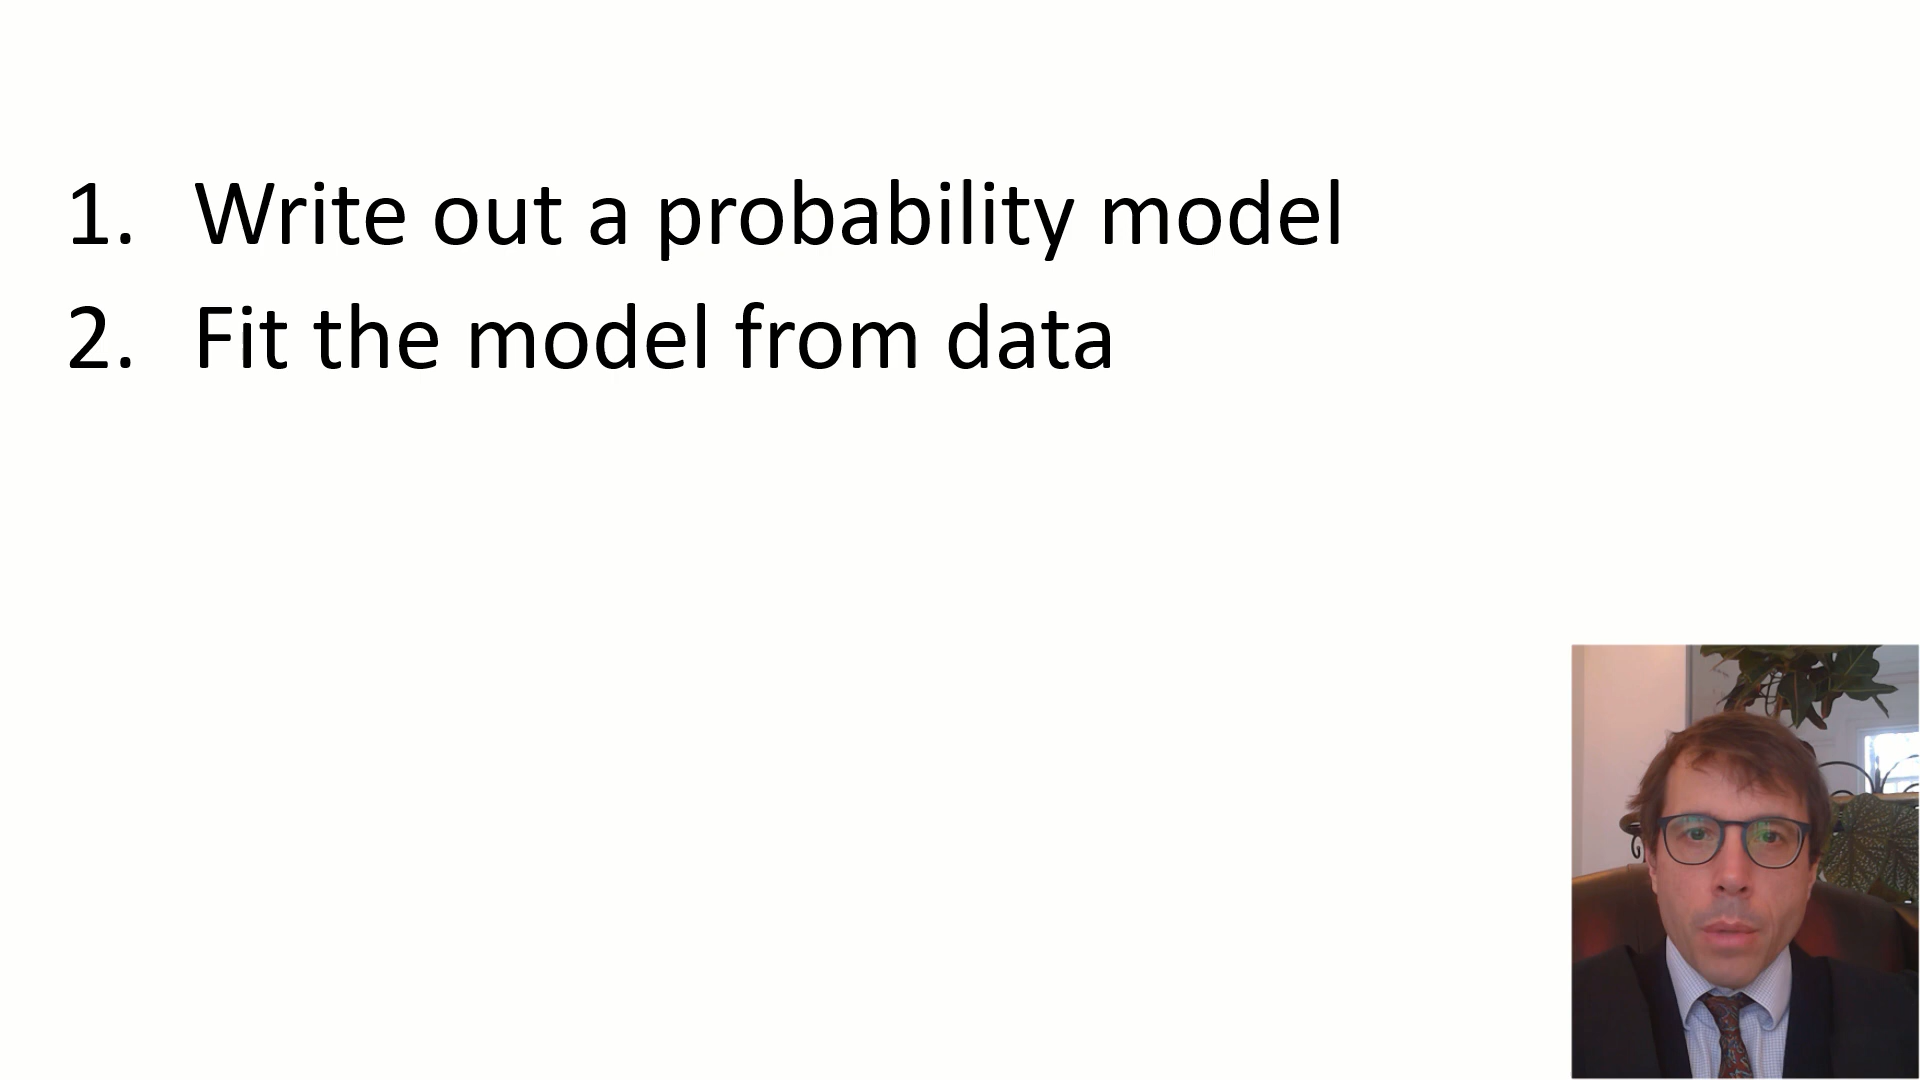 1. Write out a probability model
2. Fit the model from data